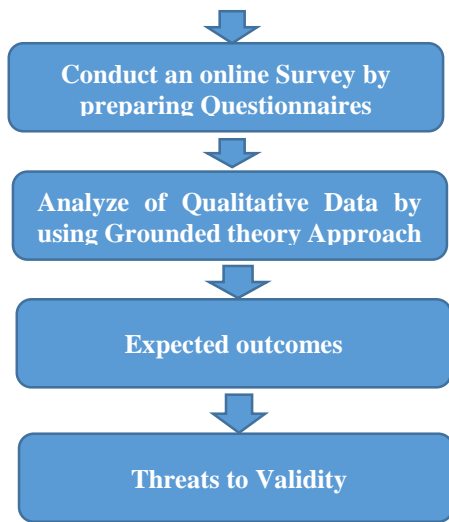 Conduct an online Survey by
preparing Questionnaires
Analyze of Qualitative Data by
using Grounded theory Approach
Expected outcomes
Threats to Validity